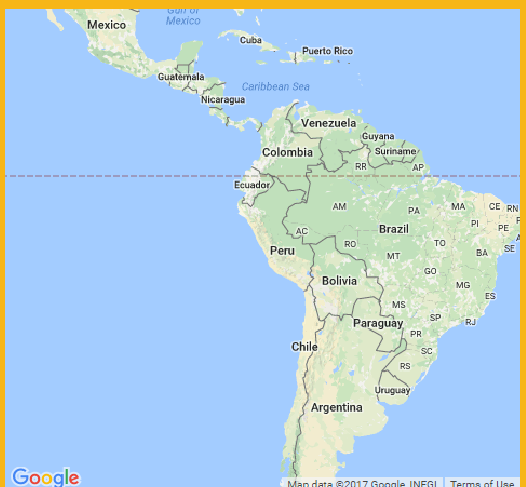 Gulf of
Mexico
Mexico
Cuba
Puerto Rico
Guatemala
Caribbean Sea
Nicaragua
Venezuela
Guyana
Colombia
Suriname
RR
AP
Ecuador
AM
PA
MA
CE
RN
PI
PE
AC
Brazil
SE
Peru
RO
TO
BA
MT
GO
Bolivia
MG
ES
MS
SP
Paraguay
RJ
PR
Chile
SC
RS
Uruguay
Argentina
Google
Map data ©2017 Google, INEGI
Terms of Use